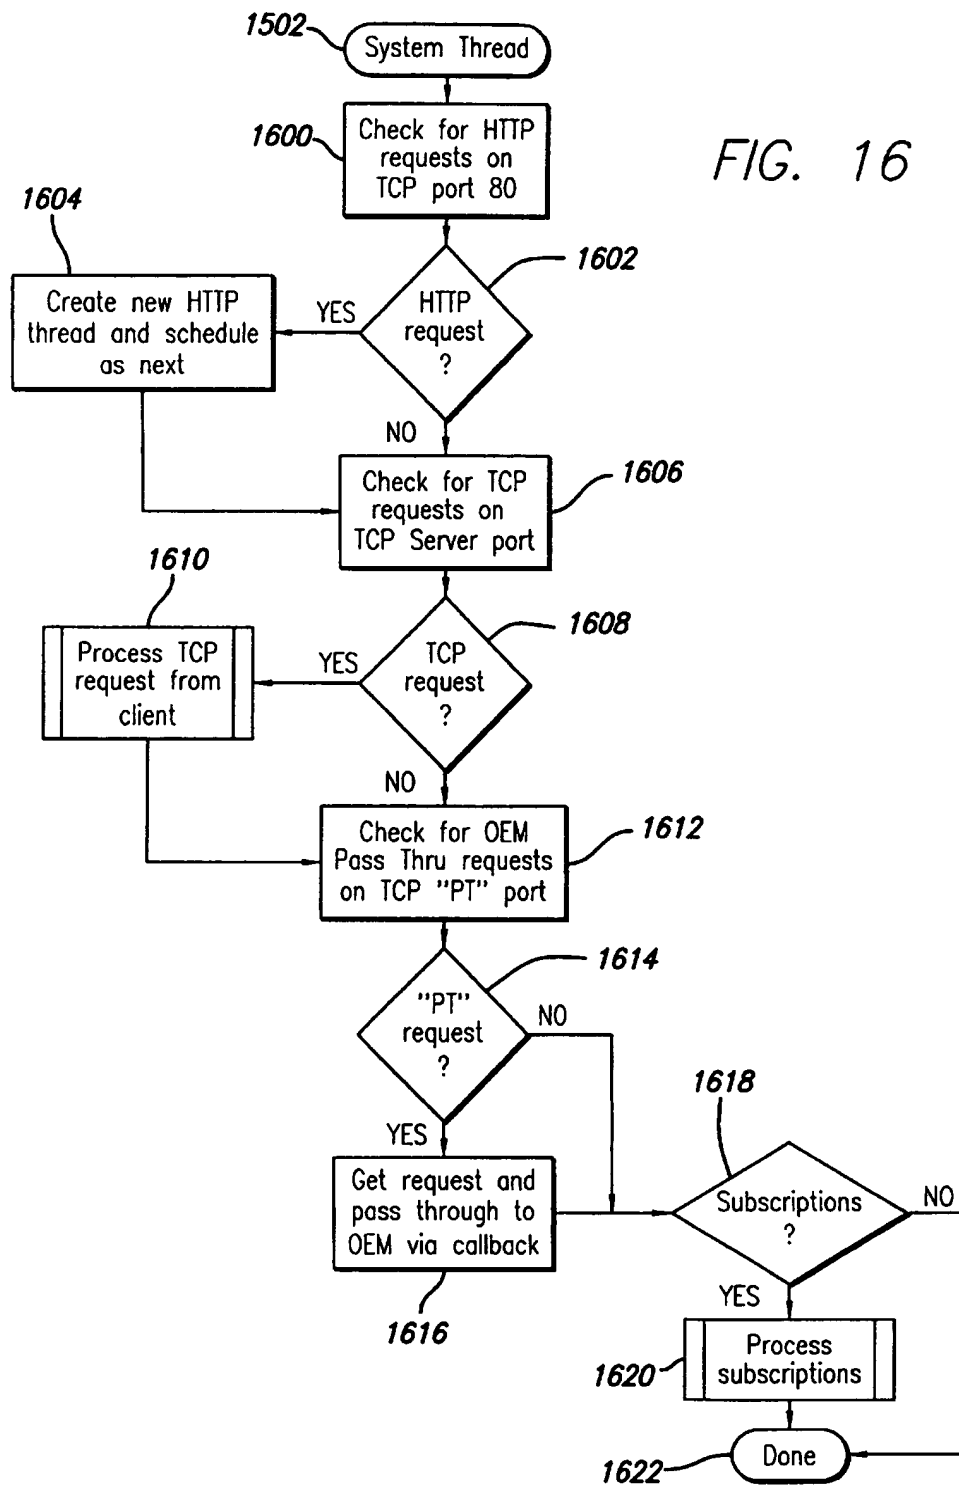 1502
System Thread
1600
Check for HTTP
requests on
TCP port 80
FIG. 16
1604
Create new HTTP
thread and schedule
as next
YES
1602
HTTP
request
?
NO
1606
Check for TCP
requests on
TCP Server port
1610
Process TCP
request from
client
YES
1608
TCP
request
?
NO
1612
Check for OEM
Pass Thru requests
on TCP "PT" port
1614
"PT"
request
?
NO
YES
Get request and
pass through to
OEM via callback
1616
1618
Subscriptions
?
NO
YES
1620
Process
subscriptions
1622
Done